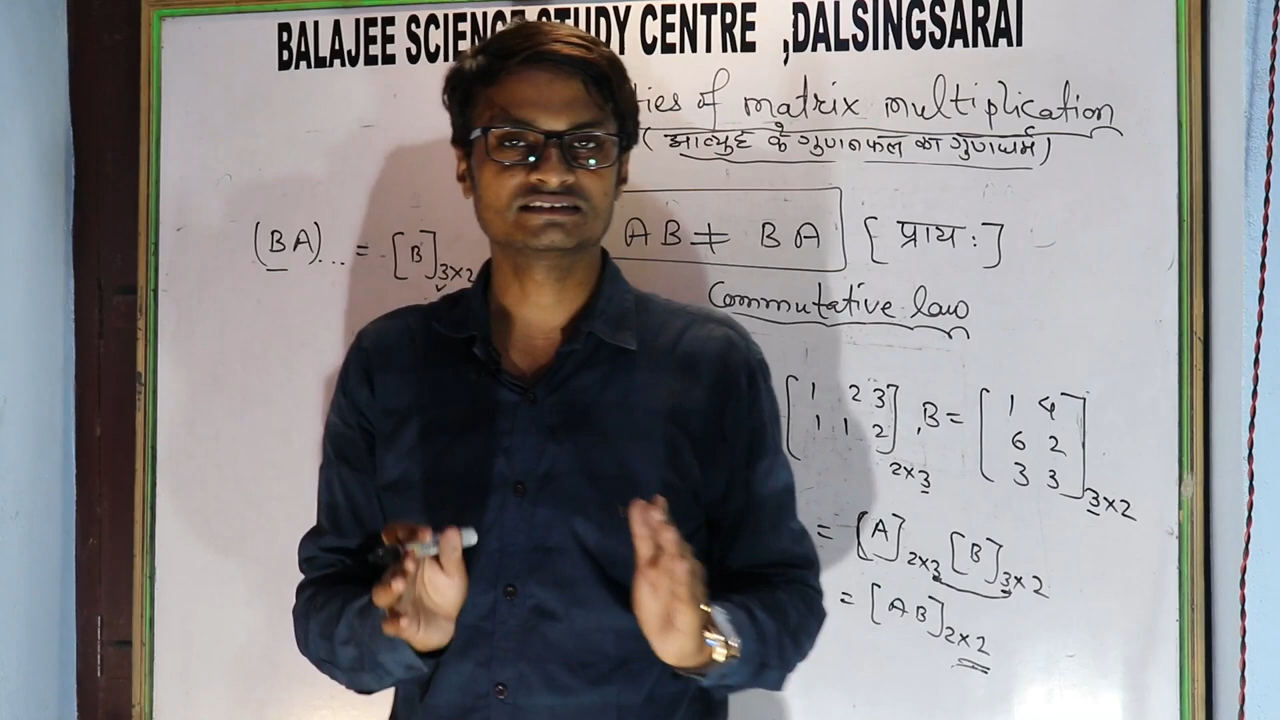 BALAJEE SCIENCE STUDY CENTRE ,DALSINGSARAI
ties of matrix multiplication
(आव्यूह के गुणनफल का गुणधर्म)
AB ≠ BA {प्रायः]
(BA)... = [B]3×2
Commutative law
[1 2 3
1 1 2]2×3 , B = [1 4
6 2
3 3]3×2
= [A]2×3 [B]3×2
= [AB]2×2